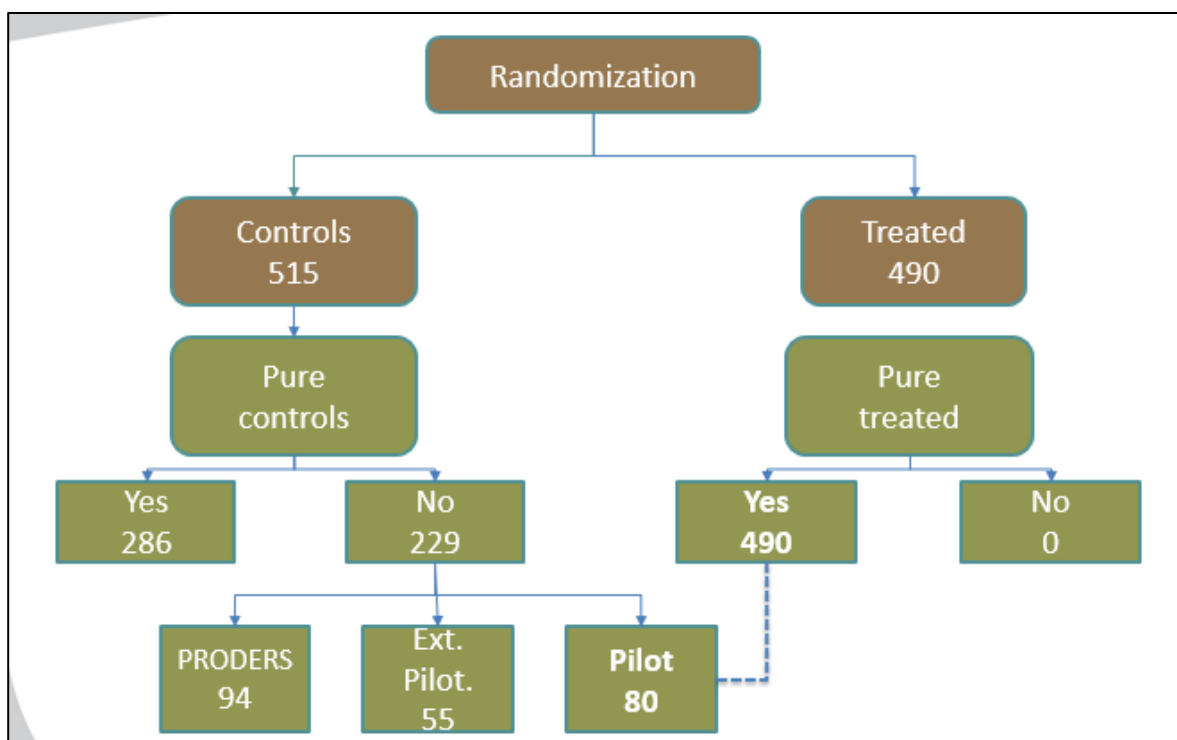 Randomization
Controls
515
Treated
490
Pure
controls
Pure
treated
Yes
286
No
229
Yes
490
No
0
PRODERS
94
Ext.
Pilot.
55
Pilot
80